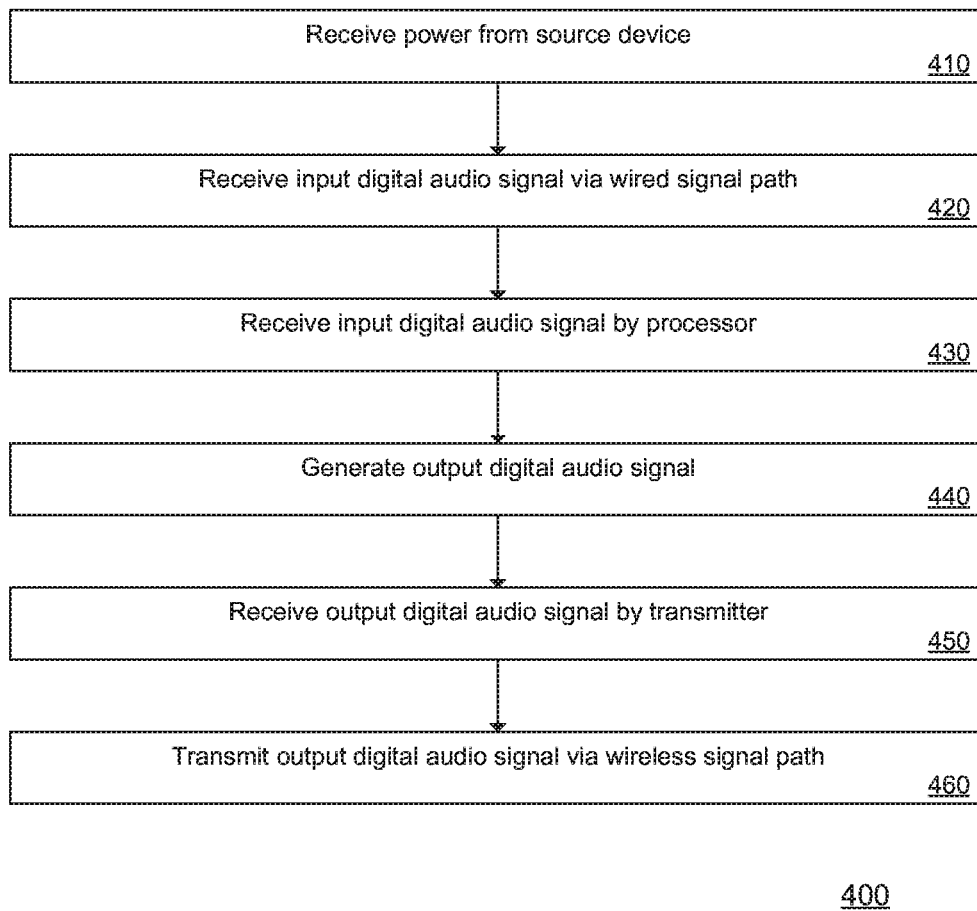 Receive power from source device
410
Receive input digital audio signal via wired signal path
420
Receive input digital audio signal by processor
430
Generate output digital audio signal
440
Receive output digital audio signal by transmitter
450
Transmit output digital audio signal via wireless signal path
460
400